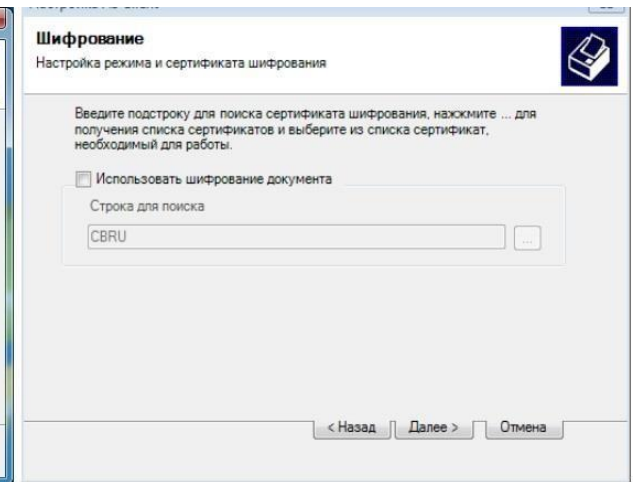 Шифрование
Настройка режима и сертификата шифрования
Введите подстроку для поиска сертификата шифрования, нажжмите ... для
получения списка сертификатов и выберите из списка сертификат,
необходимый для работы.
Использовать шифрование документа
Строка для поиска
CBRU
...
< Назад
Далее >
Отмена